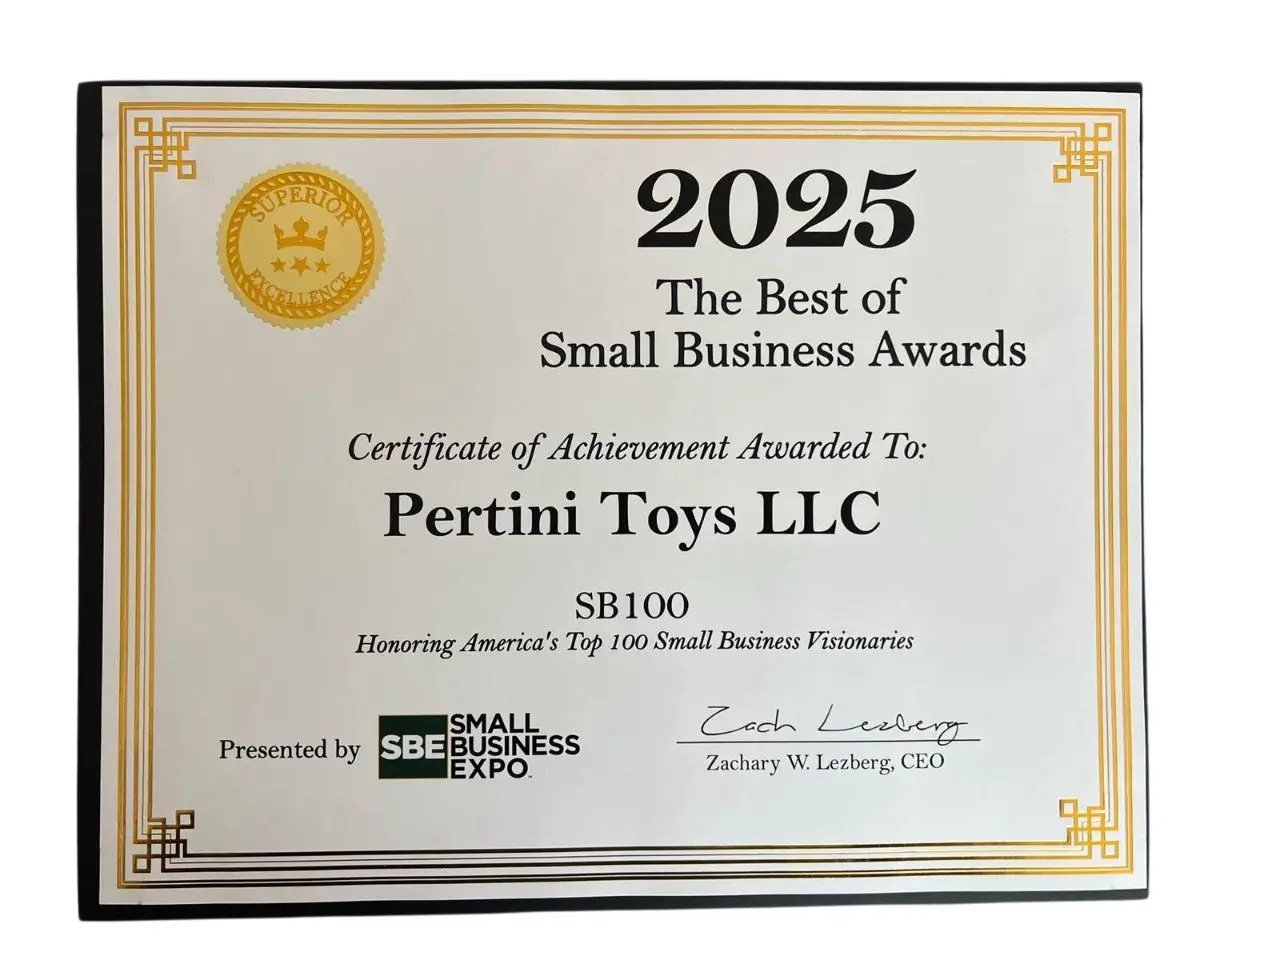 SUPERIOR
EXCELLENCE
2025
The Best of
Small Business Awards
Certificate of Achievement Awarded To:
Pertini Toys LLC
SB100
Honoring America's Top 100 Small Business Visionaries
Presented by
SBE
SMALL
BUSINESS
EXPO
Zach Lezberg
Zachary W. Lezberg, CEO